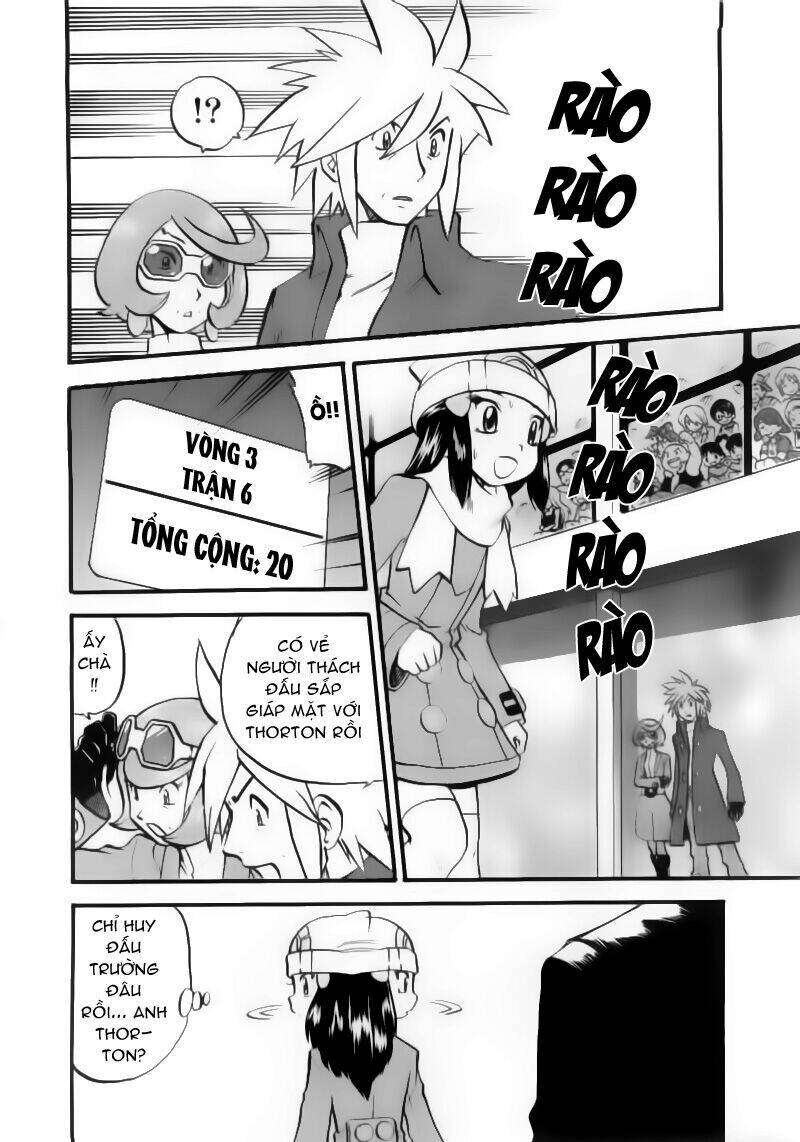 !?
RÀO
RÀO
RÀO
VÒNG 3
TRẬN 6
TỔNG CỘNG: 20
Ồ!!
RÀO
RÀO
RÀO
RÀO
ẤY
CHÀ
!!
CÓ VẺ
NGƯỜI THÁCH
ĐẤU SẮP
GIÁP MẶT VỚI
THORTON RỒI
CHỈ HUY
ĐẤU
TRƯỜNG
ĐÂU
RỒI... ANH
THOR-
TON?